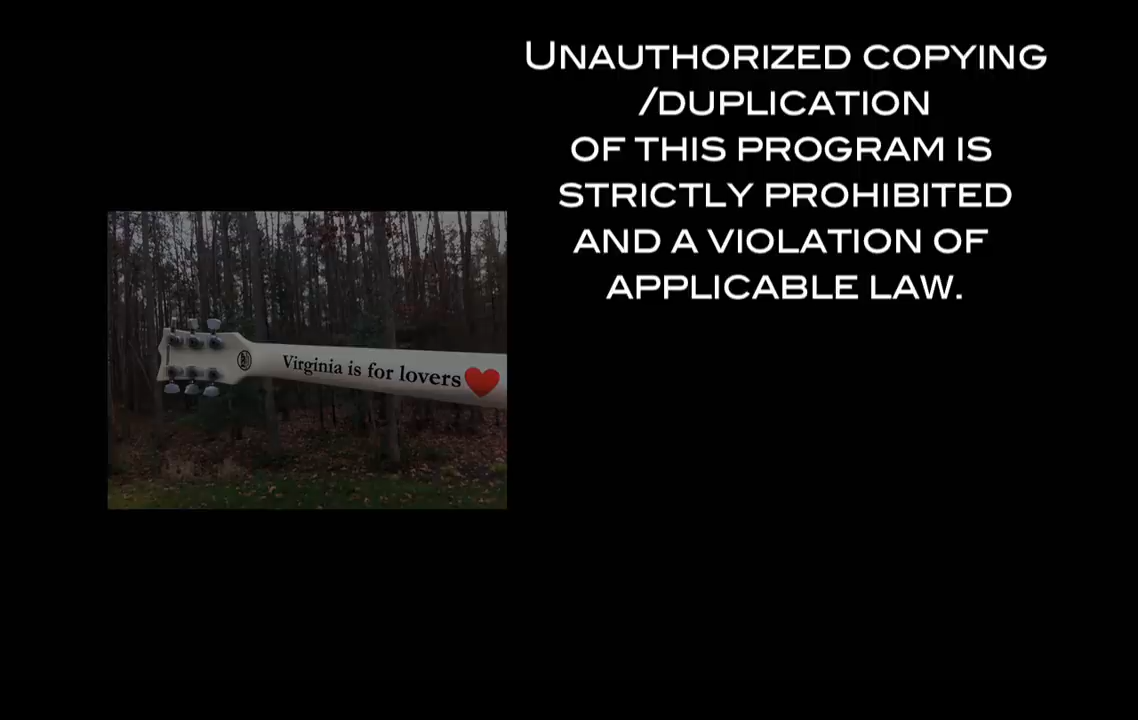 Unauthorized copying
/duplication
of this program is
strictly prohibited
and a violation of
applicable law.
Virginia is for lovers